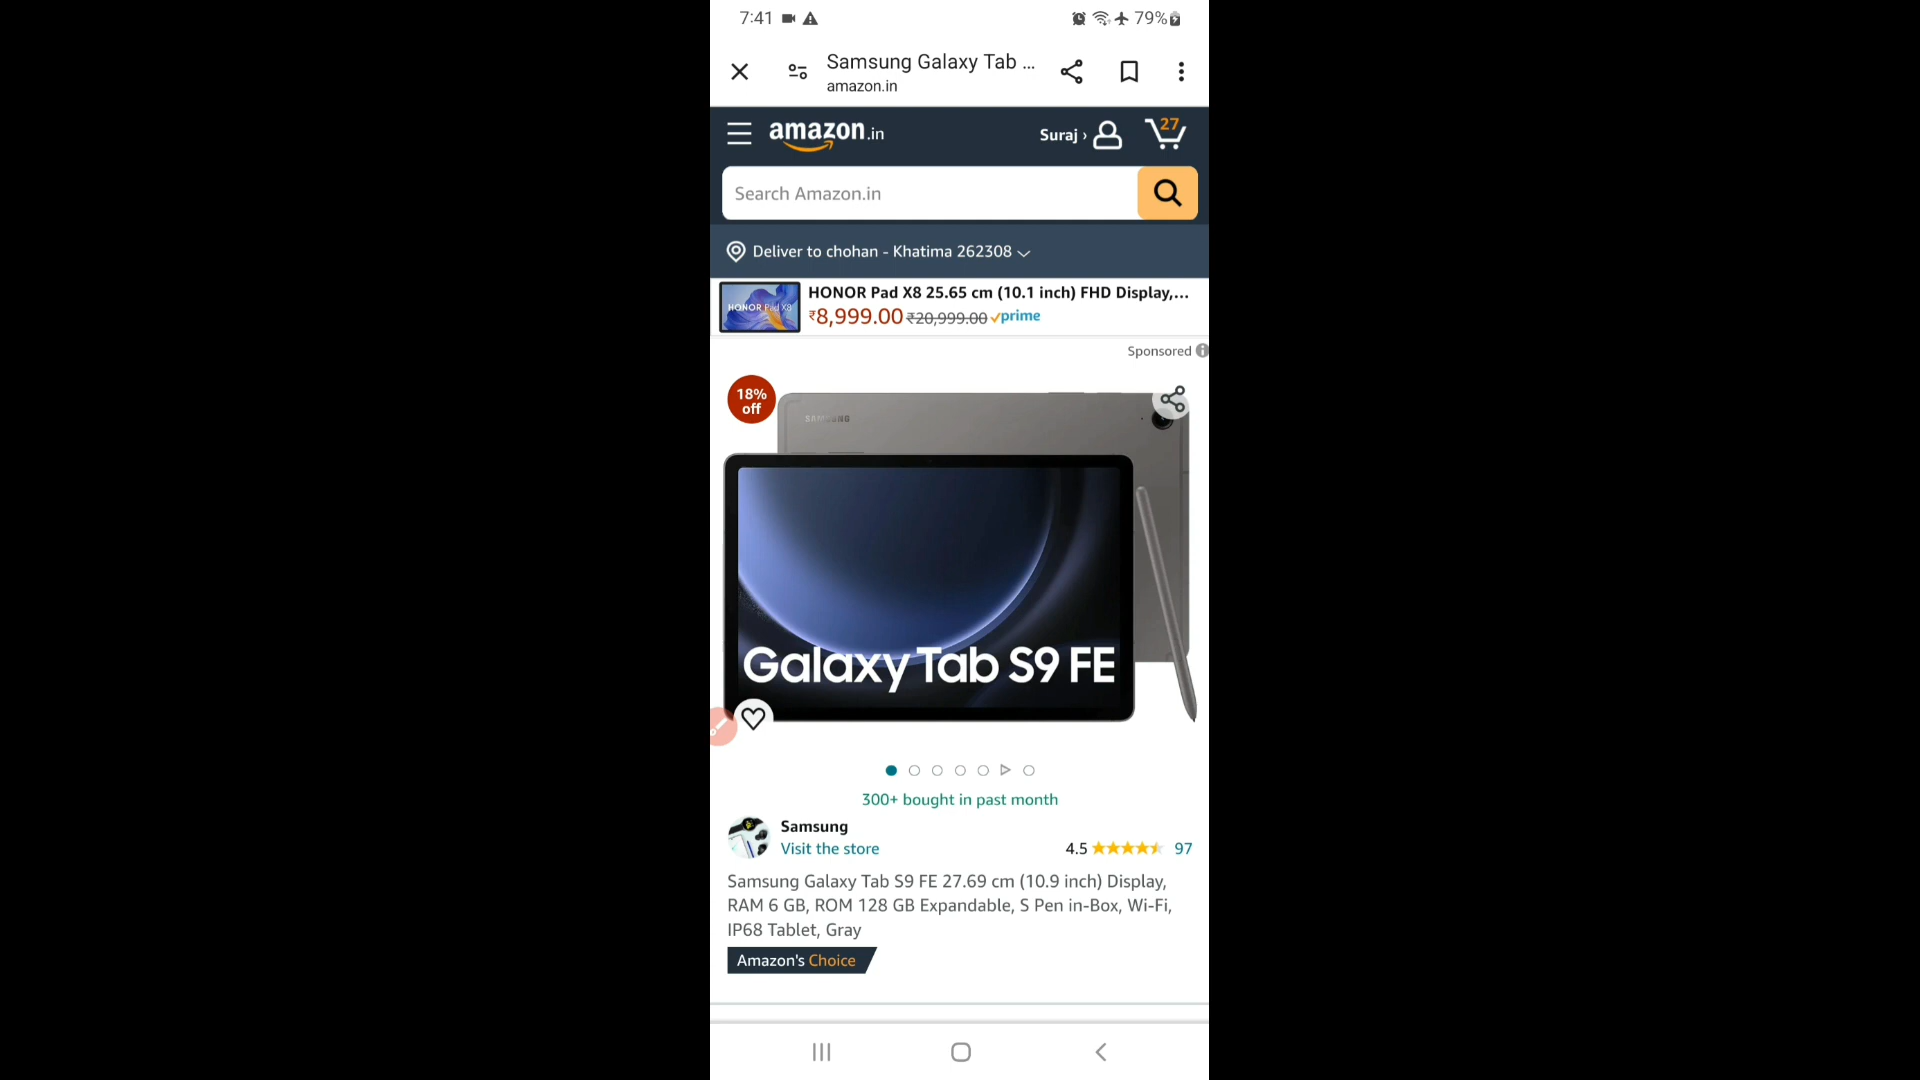 7:41 79%
Samsung Galaxy Tab ...
amazon.in
amazon.in Suraj › 27
Search Amazon.in
Deliver to chohan - Khatima 262308
HONOR Pad X8
HONOR Pad X8 25.65 cm (10.1 inch) FHD Display,...
₹8,999.00 ₹20,999.00 prime
Sponsored
18%
off
SAMSUNG
Galaxy Tab S9 FE
300+ bought in past month
Samsung
Visit the store 4.5 97
Samsung Galaxy Tab S9 FE 27.69 cm (10.9 inch) Display,
RAM 6 GB, ROM 128 GB Expandable, S Pen in-Box, Wi-Fi,
IP68 Tablet, Gray
Amazon's Choice